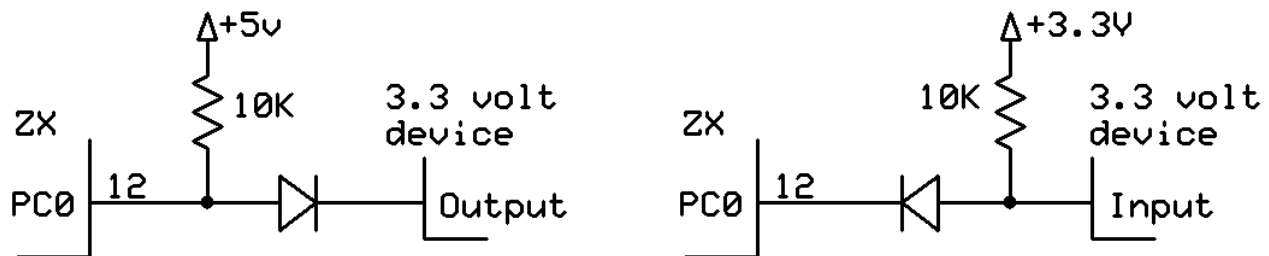 +5v
10K
3.3 volt
device
ZX
PC0
12
Output
+3.3V
10K
3.3 volt
device
ZX
PC0
12
Input